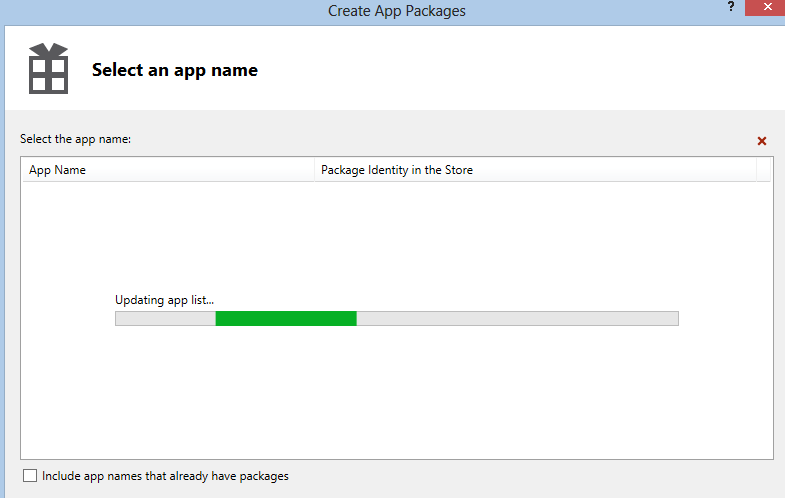 Create App Packages
?
Select an app name
Select the app name:
App Name
Package Identity in the Store
Updating app list...
Include app names that already have packages